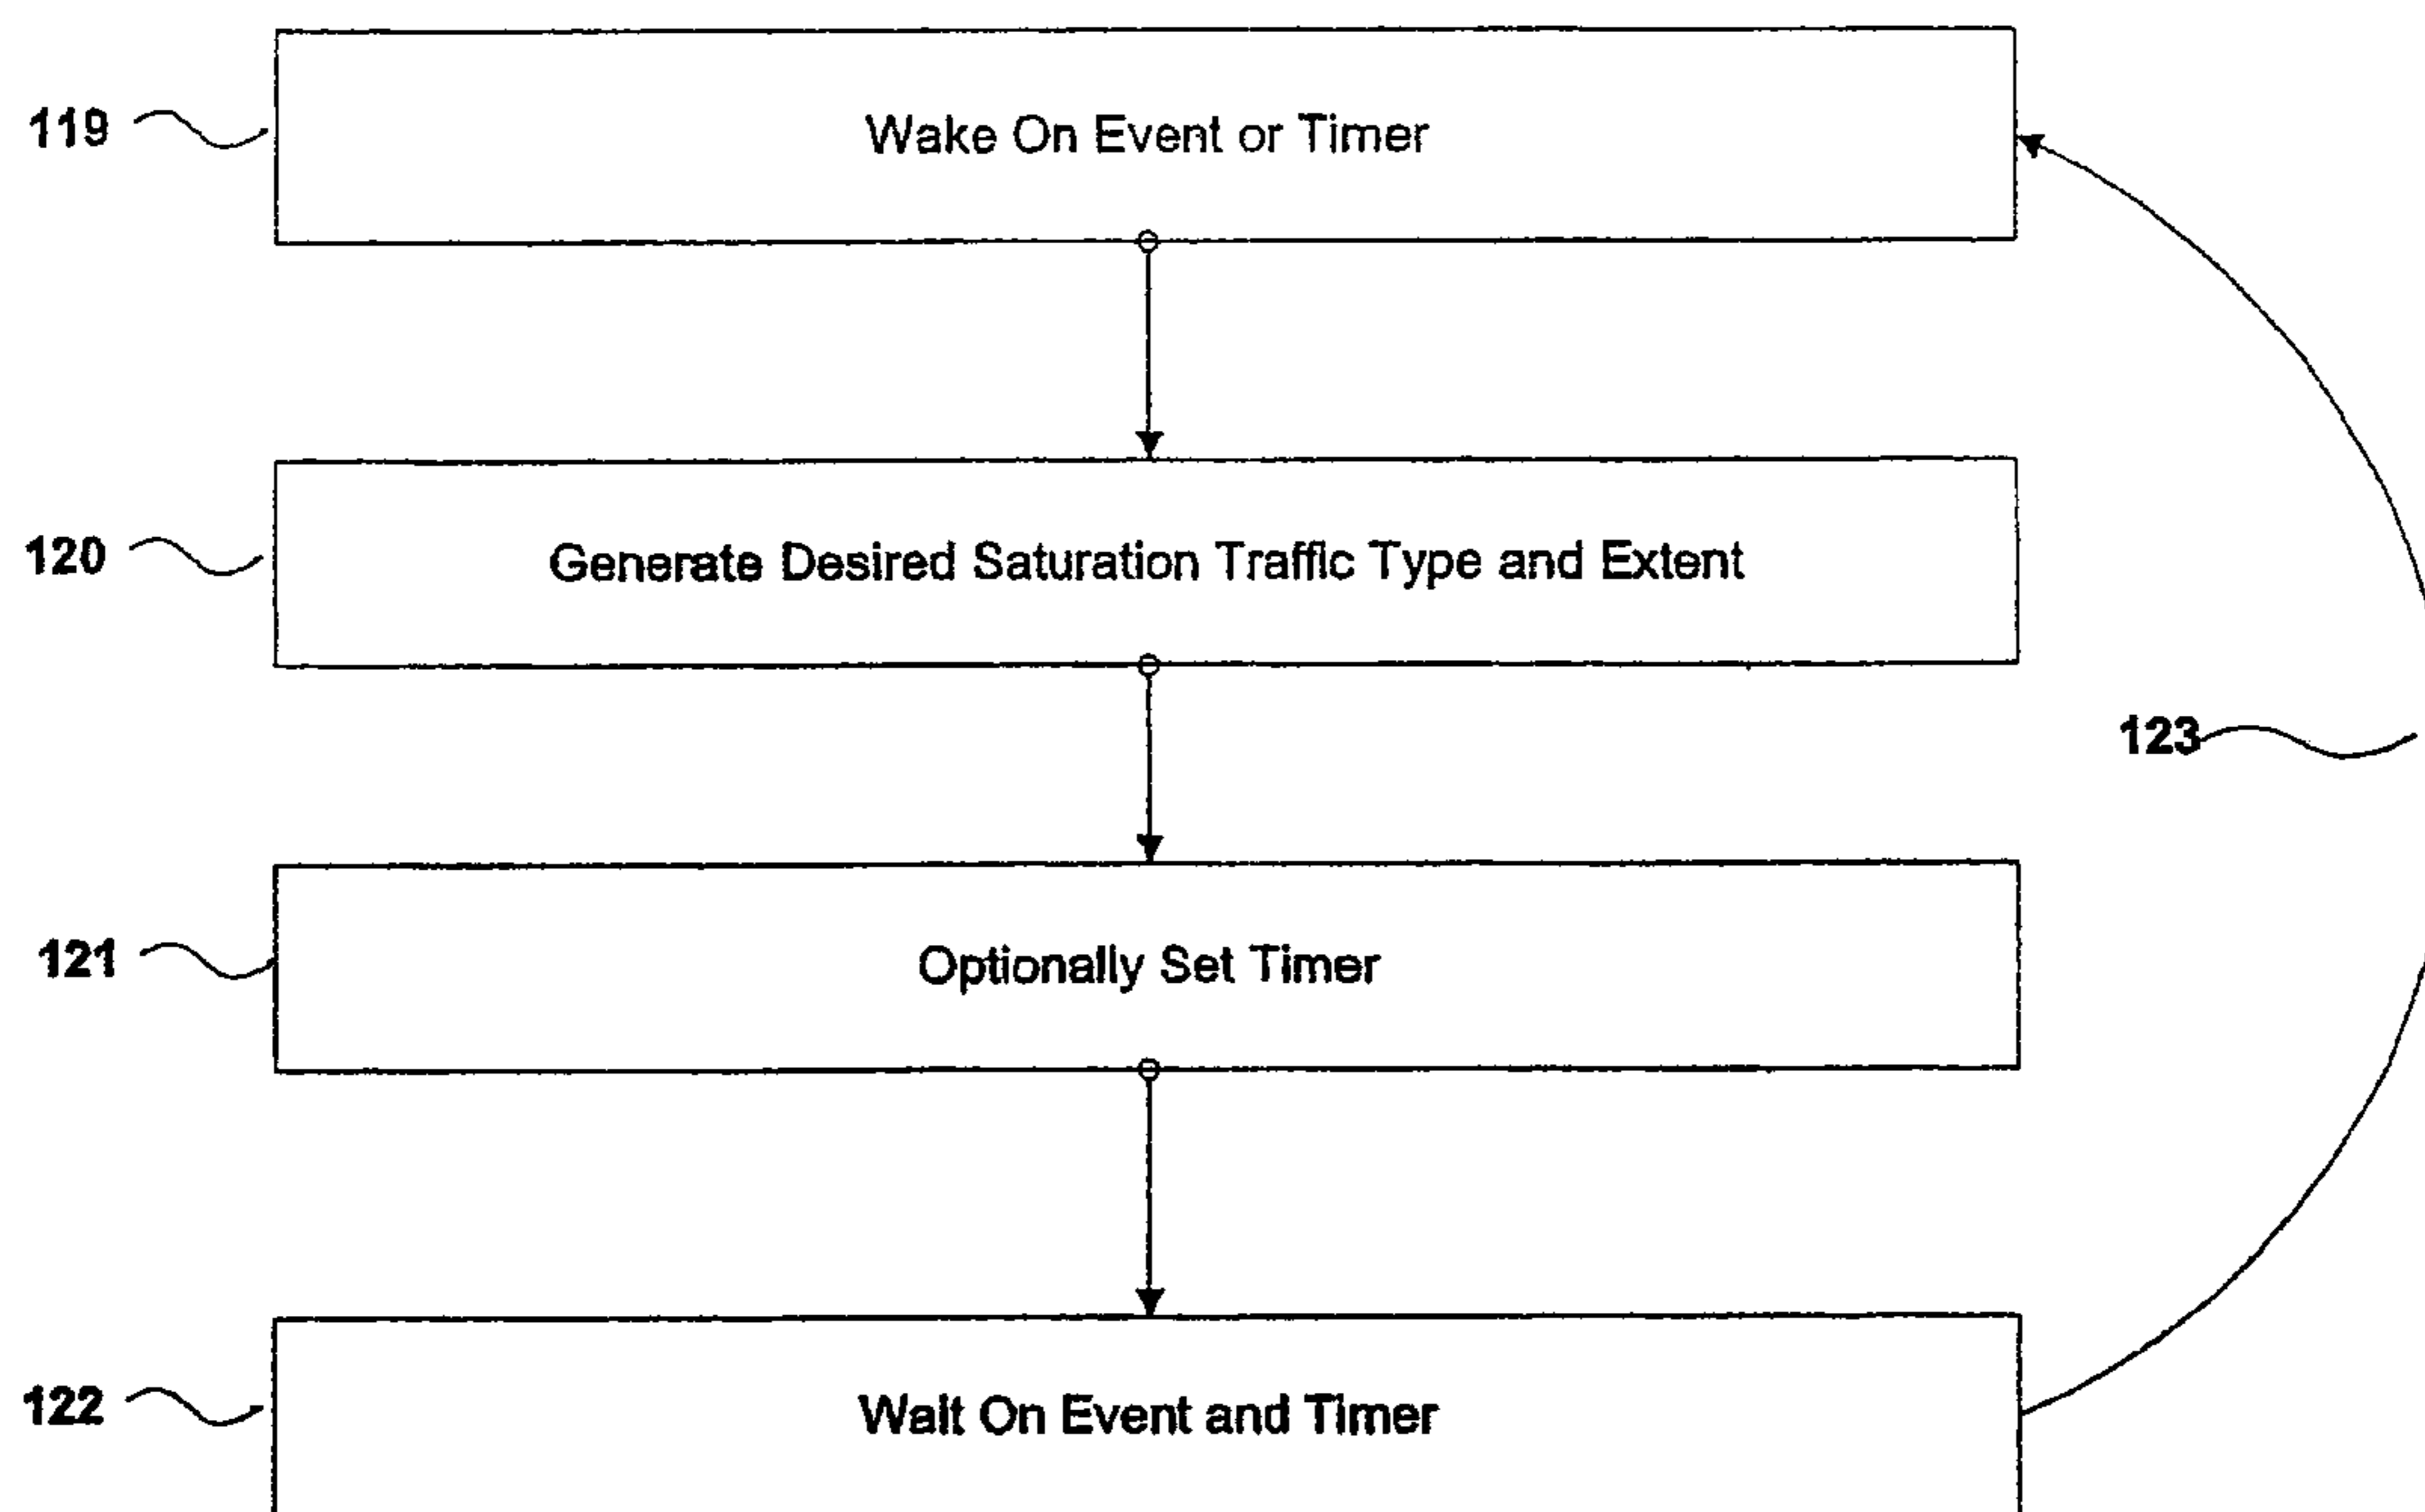 119 Wake On Event or Timer
120 Generate Desired Saturation Traffic Type and Extent
123
121 Optionally Set Timer
122 Wait On Event and Timer